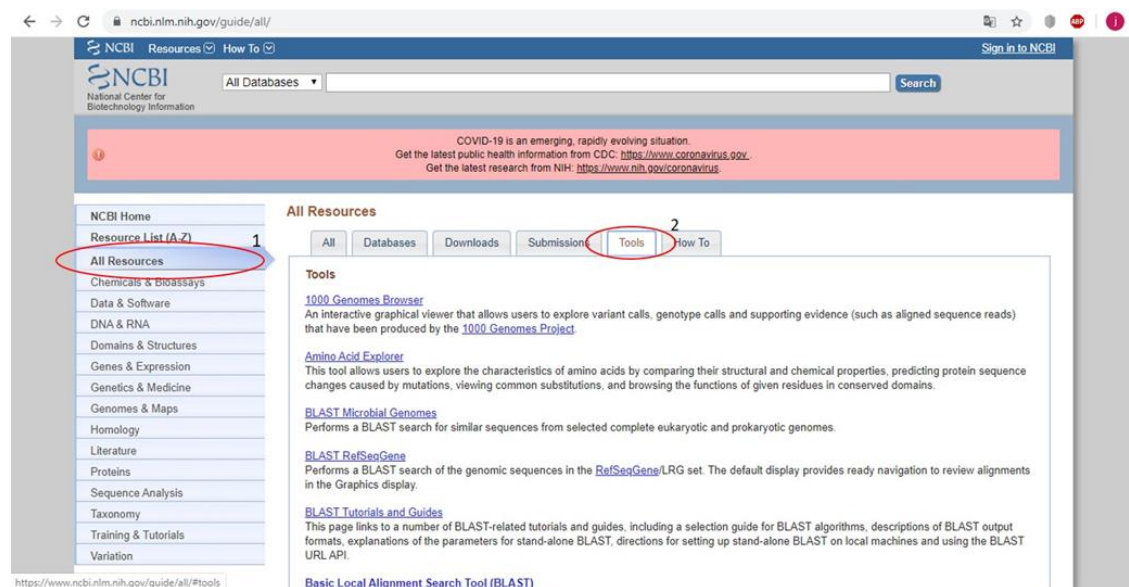 ncbi.nlm.nih.gov/guide/all/
ABP
j
NCBI Resources How To
Sign in to NCBI
NCBI
National Center for
Biotechnology Information
All Databases
Search
COVID-19 is an emerging, rapidly evolving situation.
Get the latest public health information from CDC: https://www.coronavirus.gov .
Get the latest research from NIH: https://www.nih.gov/coronavirus.
NCBI Home
Resource List (A-Z)
1
All Resources
Chemicals & Bioassays
Data & Software
DNA & RNA
Domains & Structures
Genes & Expression
Genetics & Medicine
Genomes & Maps
Homology
Literature
Proteins
Sequence Analysis
Taxonomy
Training & Tutorials
Variation
All Resources
2
All Databases Downloads Submissions Tools How To
Tools
1000 Genomes Browser
An interactive graphical viewer that allows users to explore variant calls, genotype calls and supporting evidence (such as aligned sequence reads)
that have been produced by the 1000 Genomes Project.
Amino Acid Explorer
This tool allows users to explore the characteristics of amino acids by comparing their structural and chemical properties, predicting protein sequence
changes caused by mutations, viewing common substitutions, and browsing the functions of given residues in conserved domains.
BLAST Microbial Genomes
Performs a BLAST search for similar sequences from selected complete eukaryotic and prokaryotic genomes.
BLAST RefSeqGene
Performs a BLAST search of the genomic sequences in the RefSeqGene/LRG set. The default display provides ready navigation to review alignments
in the Graphics display.
BLAST Tutorials and Guides
This page links to a number of BLAST-related tutorials and guides, including a selection guide for BLAST algorithms, descriptions of BLAST output
formats, explanations of the parameters for stand-alone BLAST, directions for setting up stand-alone BLAST on local machines and using the BLAST
URL API.
Basic Local Alignment Search Tool (BLAST)
https://www.ncbi.nlm.nih.gov/guide/all/#tools